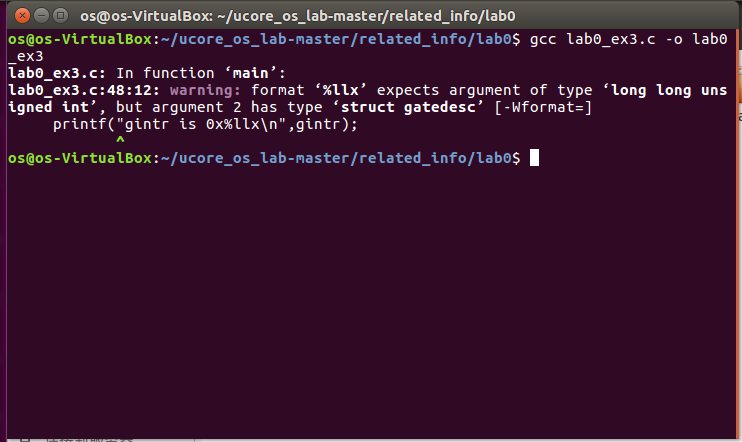 os@os-VirtualBox: ~/ucore_os_lab-master/related_info/lab0
os@os-VirtualBox:~/ucore_os_lab-master/related_info/lab0$ gcc lab0_ex3.c -o lab0
_ex3
lab0_ex3.c: In function ‘main’:
lab0_ex3.c:48:12: warning: format ‘%llx’ expects argument of type ‘long long uns
igned int’, but argument 2 has type ‘struct gatedesc’ [-Wformat=]
     printf("gintr is 0x%llx\n",gintr);
            ^
os@os-VirtualBox:~/ucore_os_lab-master/related_info/lab0$